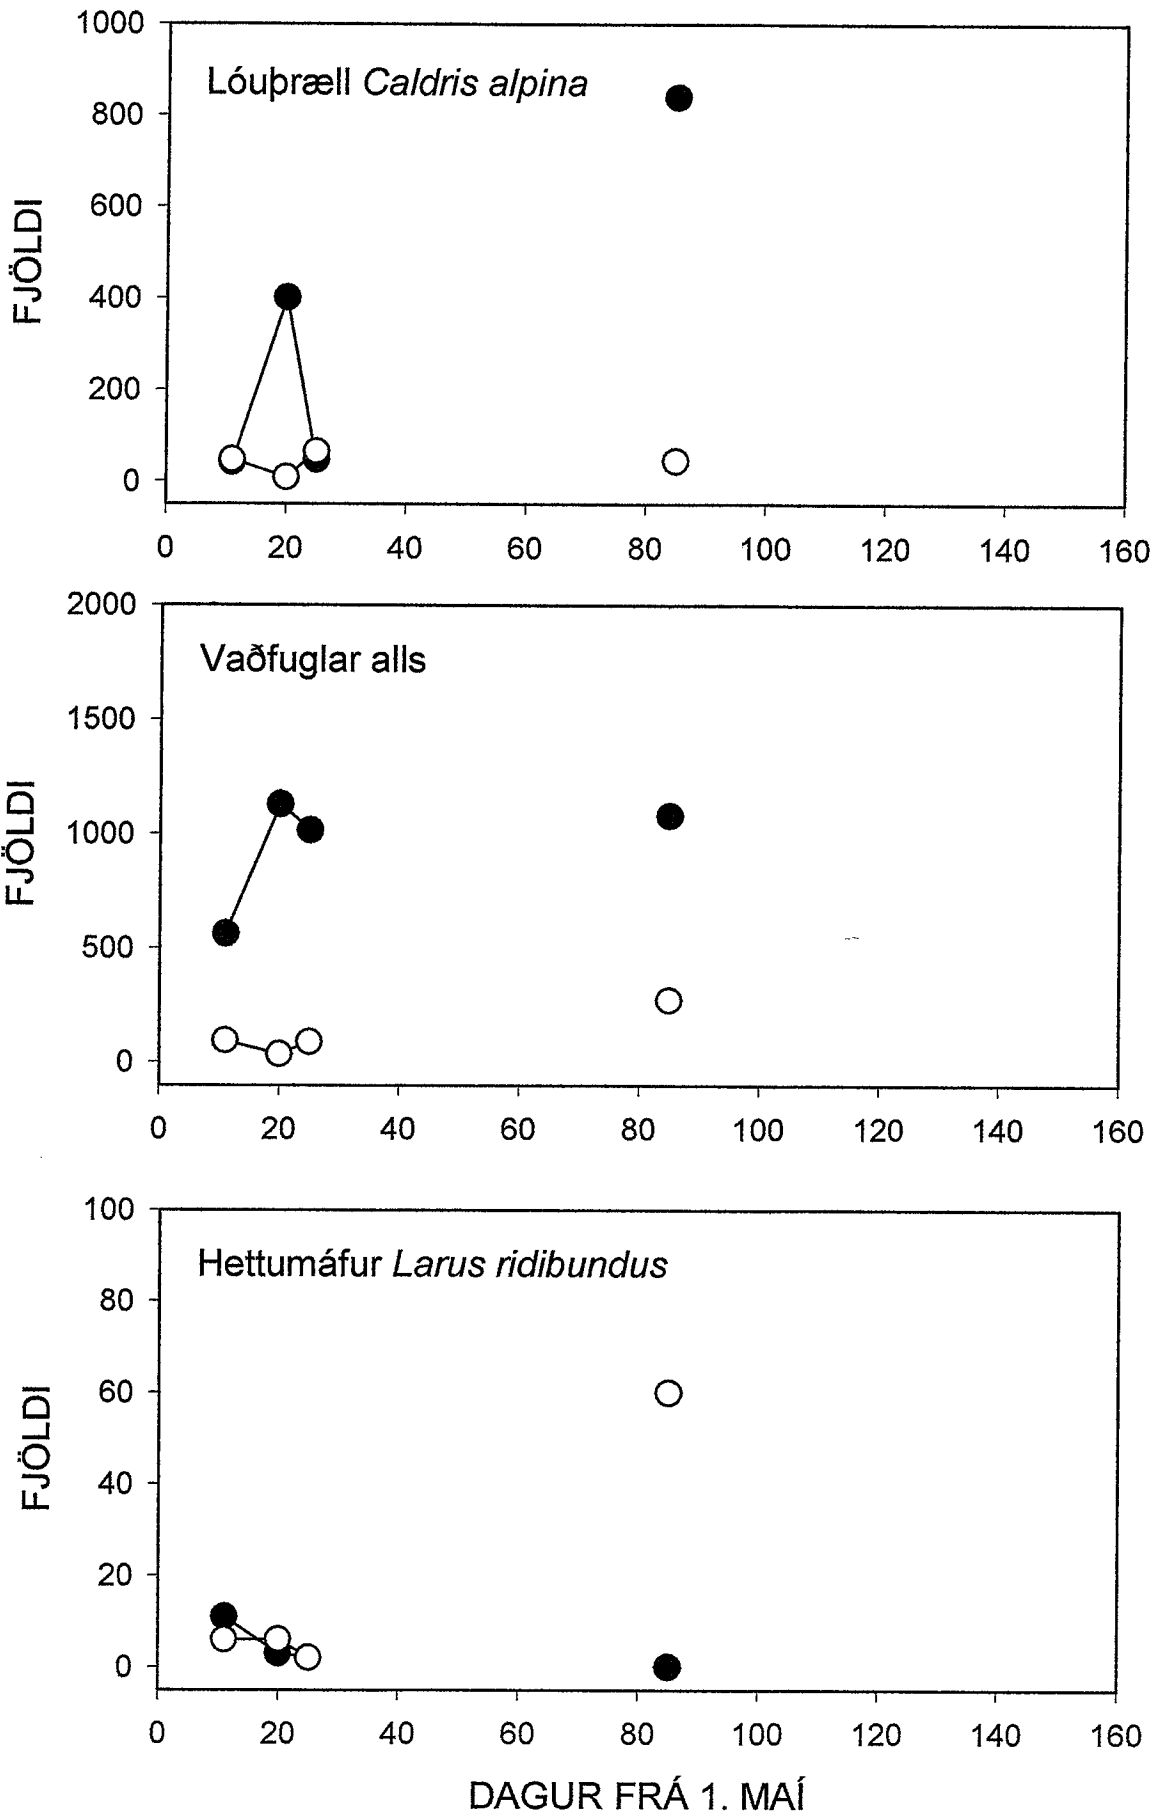 1000
Lóuþræll Caldris alpina
800
600
400
200
0
FJÖLDI
0 20 40 60 80 100 120 140 160
2000
Vaðfuglar alls
1500
1000
500
0
FJÖLDI
0 20 40 60 80 100 120 140 160
100
Hettumáfur Larus ridibundus
80
60
40
20
0
FJÖLDI
0 20 40 60 80 100 120 140 160
DAGUR FRÁ 1. MAÍ